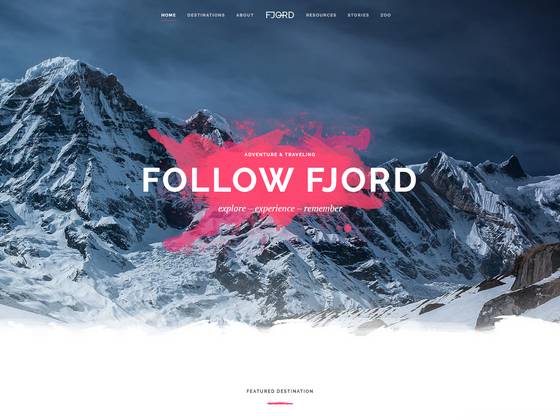 HOME DESTINATIONS ABOUT FJORD RESOURCES STORIES ZOO
ADVENTURE & TRAVELING
FOLLOW FJORD
explore – experience – remember
FEATURED DESTINATION